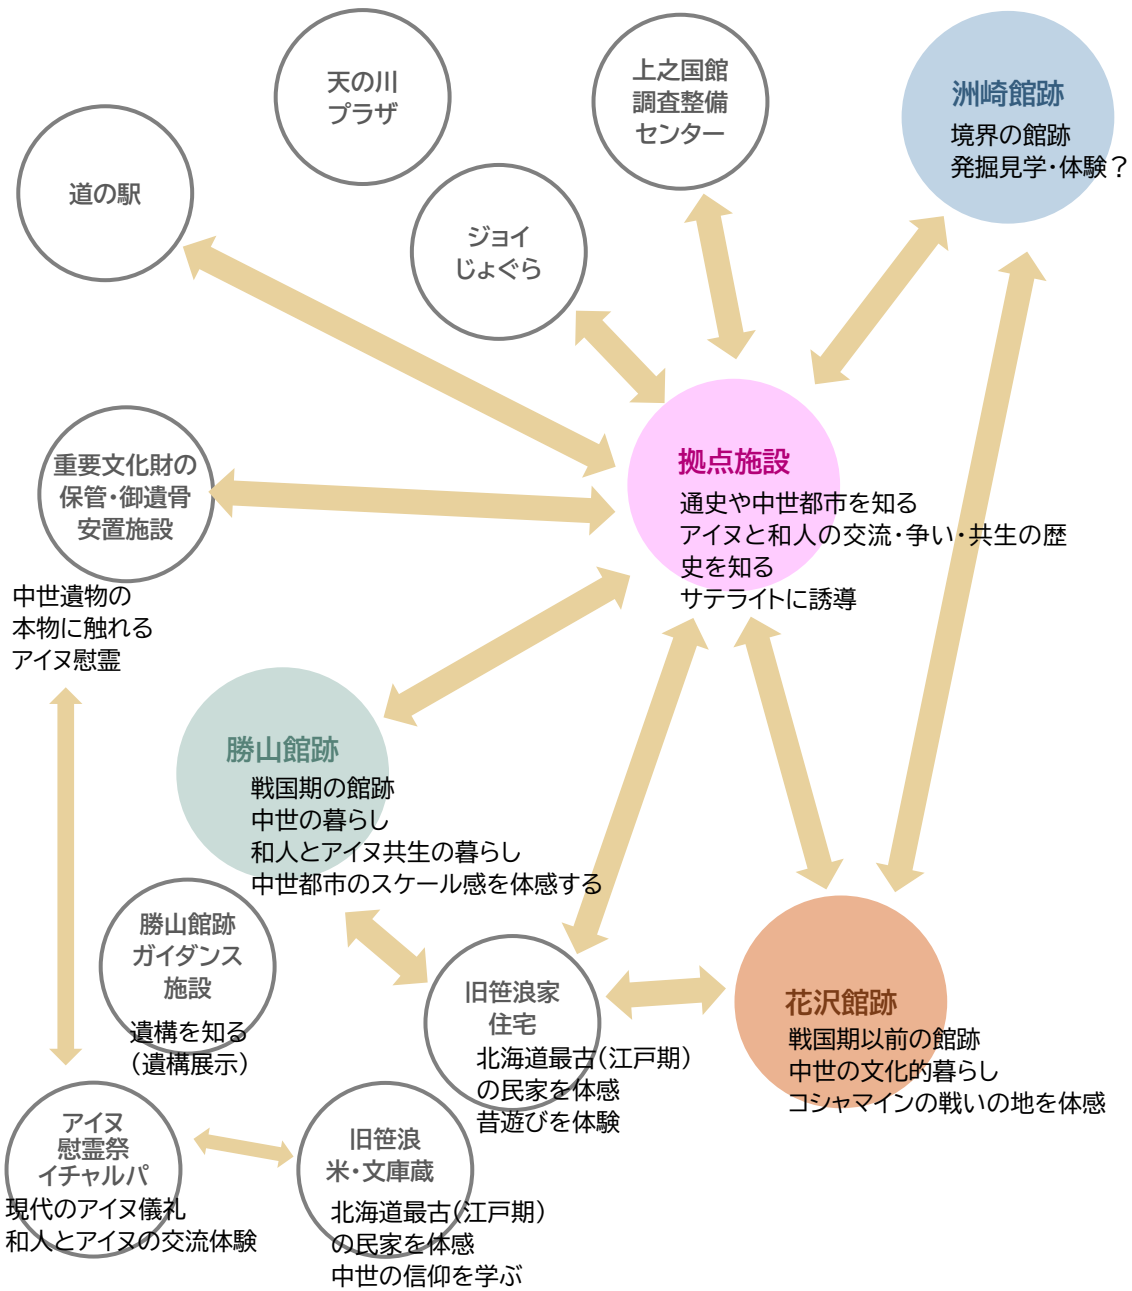 天の川
プラザ
上之国館
調査整備
センター
洲崎館跡
境界の館跡
発掘見学・体験？
道の駅
ジョイ
じょぐら
拠点施設
通史や中世都市を知る
アイヌと和人の交流・争い・共生の歴
史を知る
サテライトに誘導
重要文化財の
保管・御遺骨
安置施設
中世遺物の
本物に触れる
アイヌ慰霊
勝山館跡
戦国期の館跡
中世の暮らし
和人とアイヌ共生の暮らし
中世都市のスケール感を体感する
勝山館跡
ガイダンス
施設
遺構を知る
（遺構展示）
旧笹浪家
住宅
北海道最古（江戸期）
の民家を体感
昔遊びを体験
花沢館跡
戦国期以前の館跡
中世の文化的暮らし
コシャマインの戦いの地を体感
アイヌ
慰霊祭
イチャルパ
現代のアイヌ儀礼
和人とアイヌの交流体験
旧笹浪
米・文庫蔵
北海道最古（江戸期）
の民家を体感
中世の信仰を学ぶ